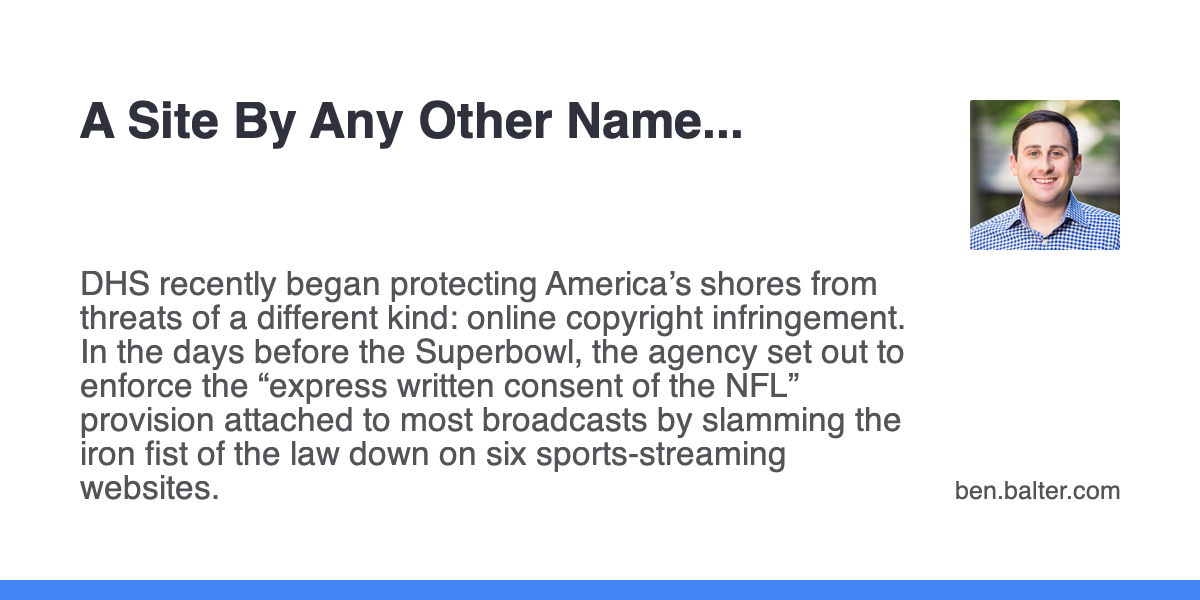 A Site By Any Other Name...
DHS recently began protecting America’s shores from
threats of a different kind: online copyright infringement.
In the days before the Superbowl, the agency set out to
enforce the “express written consent of the NFL”
provision attached to most broadcasts by slamming the
iron fist of the law down on six sports-streaming
websites.
ben.balter.com